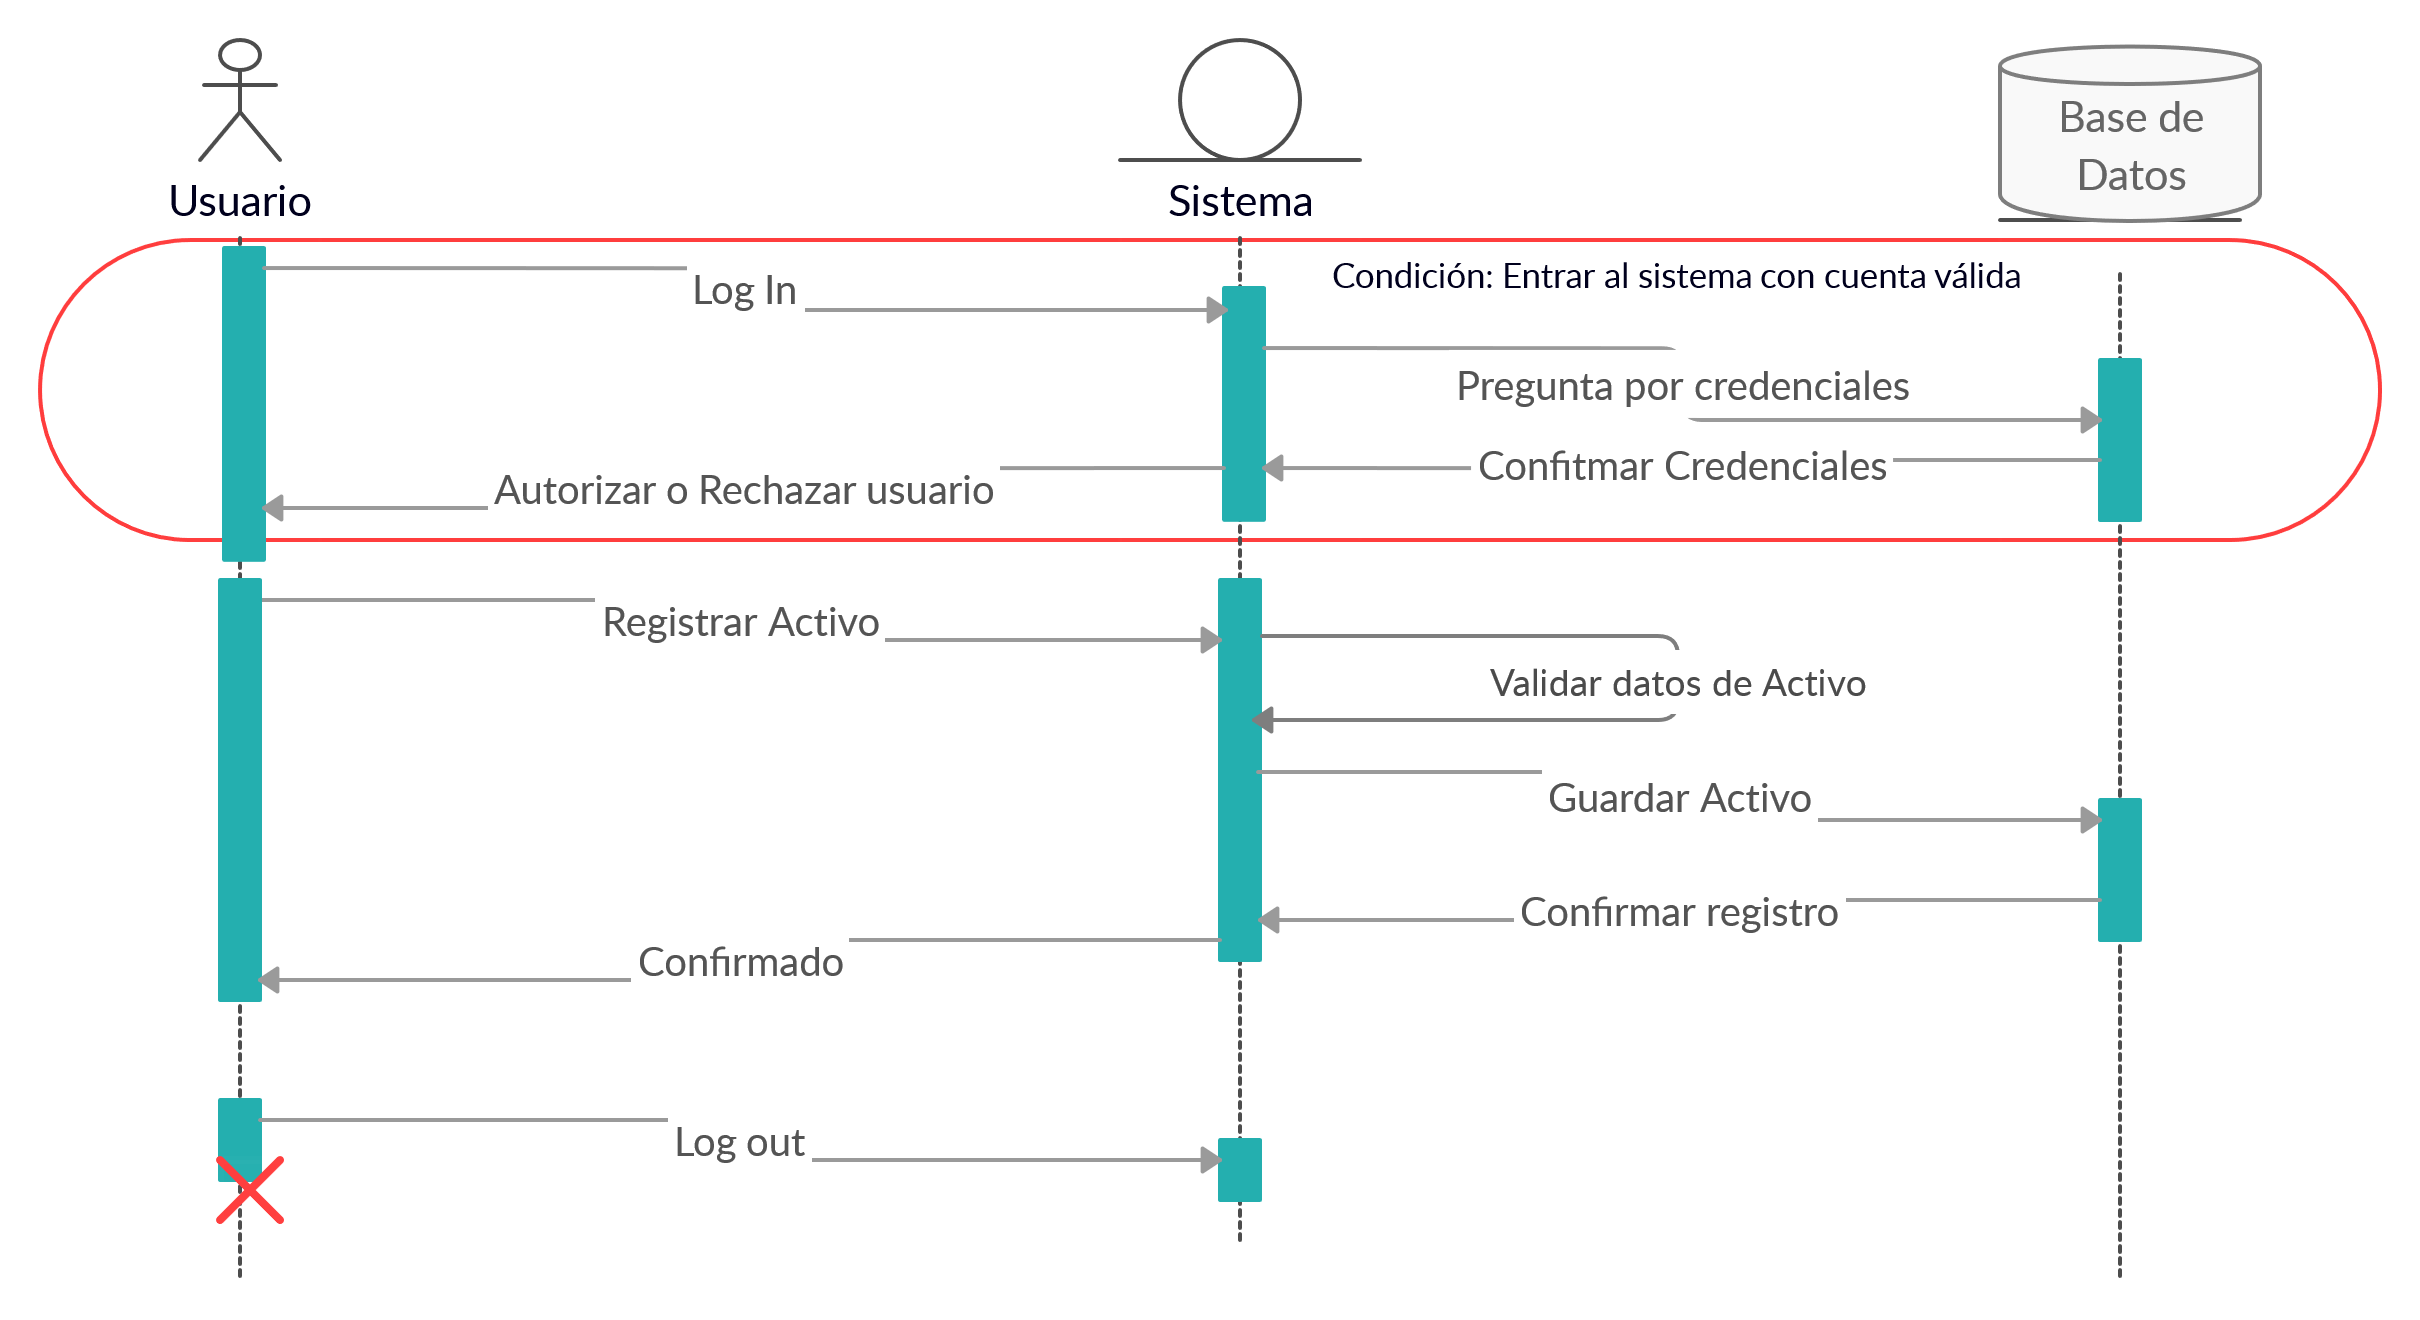 Usuario
Sistema
Base de
Datos
Condición: Entrar al sistema con cuenta válida
Log In
Pregunta por credenciales
Confitmar Credenciales
Autorizar o Rechazar usuario
Registrar Activo
Validar datos de Activo
Guardar Activo
Confirmar registro
Confirmado
Log out